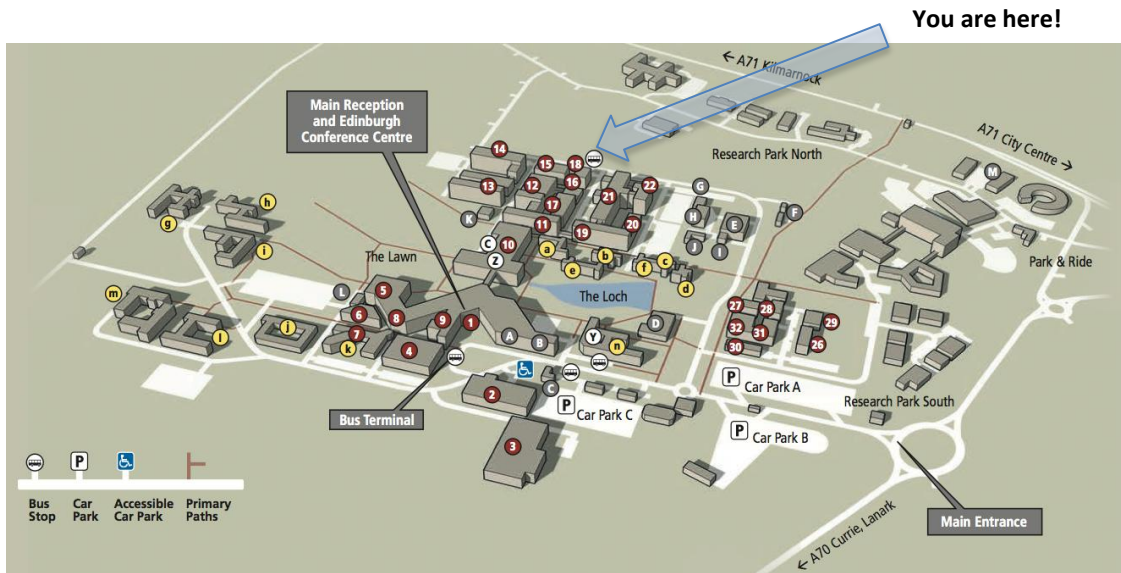 You are here!
← A71 Kilmarnock
A71 City Centre →
Main Reception
and Edinburgh
Conference Centre
Research Park North
14
15
18
13
12
16
21
22
G
M
17
K
11
19
20
H
E
F
J
I
h
g
i
C
10
Z
a
b
e
f
c
d
The Lawn
The Loch
Park & Ride
m
L
5
6
8
9
1
7
k
4
j
l
A
B
Y
n
D
27
28
32
31
30
29
26
2
C
P
Car Park A
P
Car Park C
Research Park South
Bus Terminal
P
Car Park B
3
P
Bus
Stop
Car
Park
Accessible
Car Park
Primary
Paths
Main Entrance
← A70 Currie, Lanark